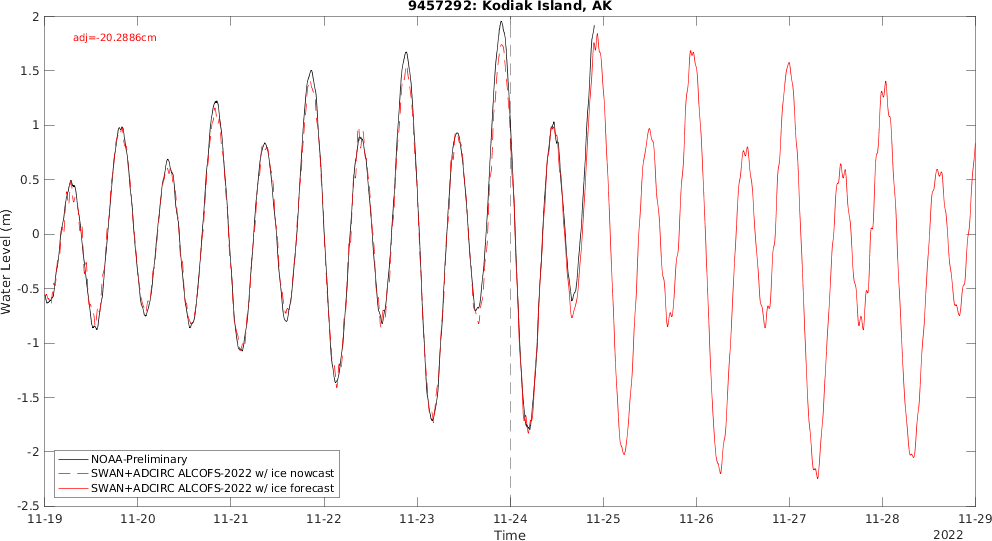 9457292: Kodiak Island, AK
adj=-20.2886cm
2
1.5
1
0.5
0
-0.5
-1
-1.5
-2
-2.5
Water Level (m)
NOAA-Preliminary
SWAN+ADCIRC ALCOFS-2022 w/ ice nowcast
SWAN+ADCIRC ALCOFS-2022 w/ ice forecast
11-19 11-20 11-21 11-22 11-23 11-24 11-25 11-26 11-27 11-28 11-29
Time
2022